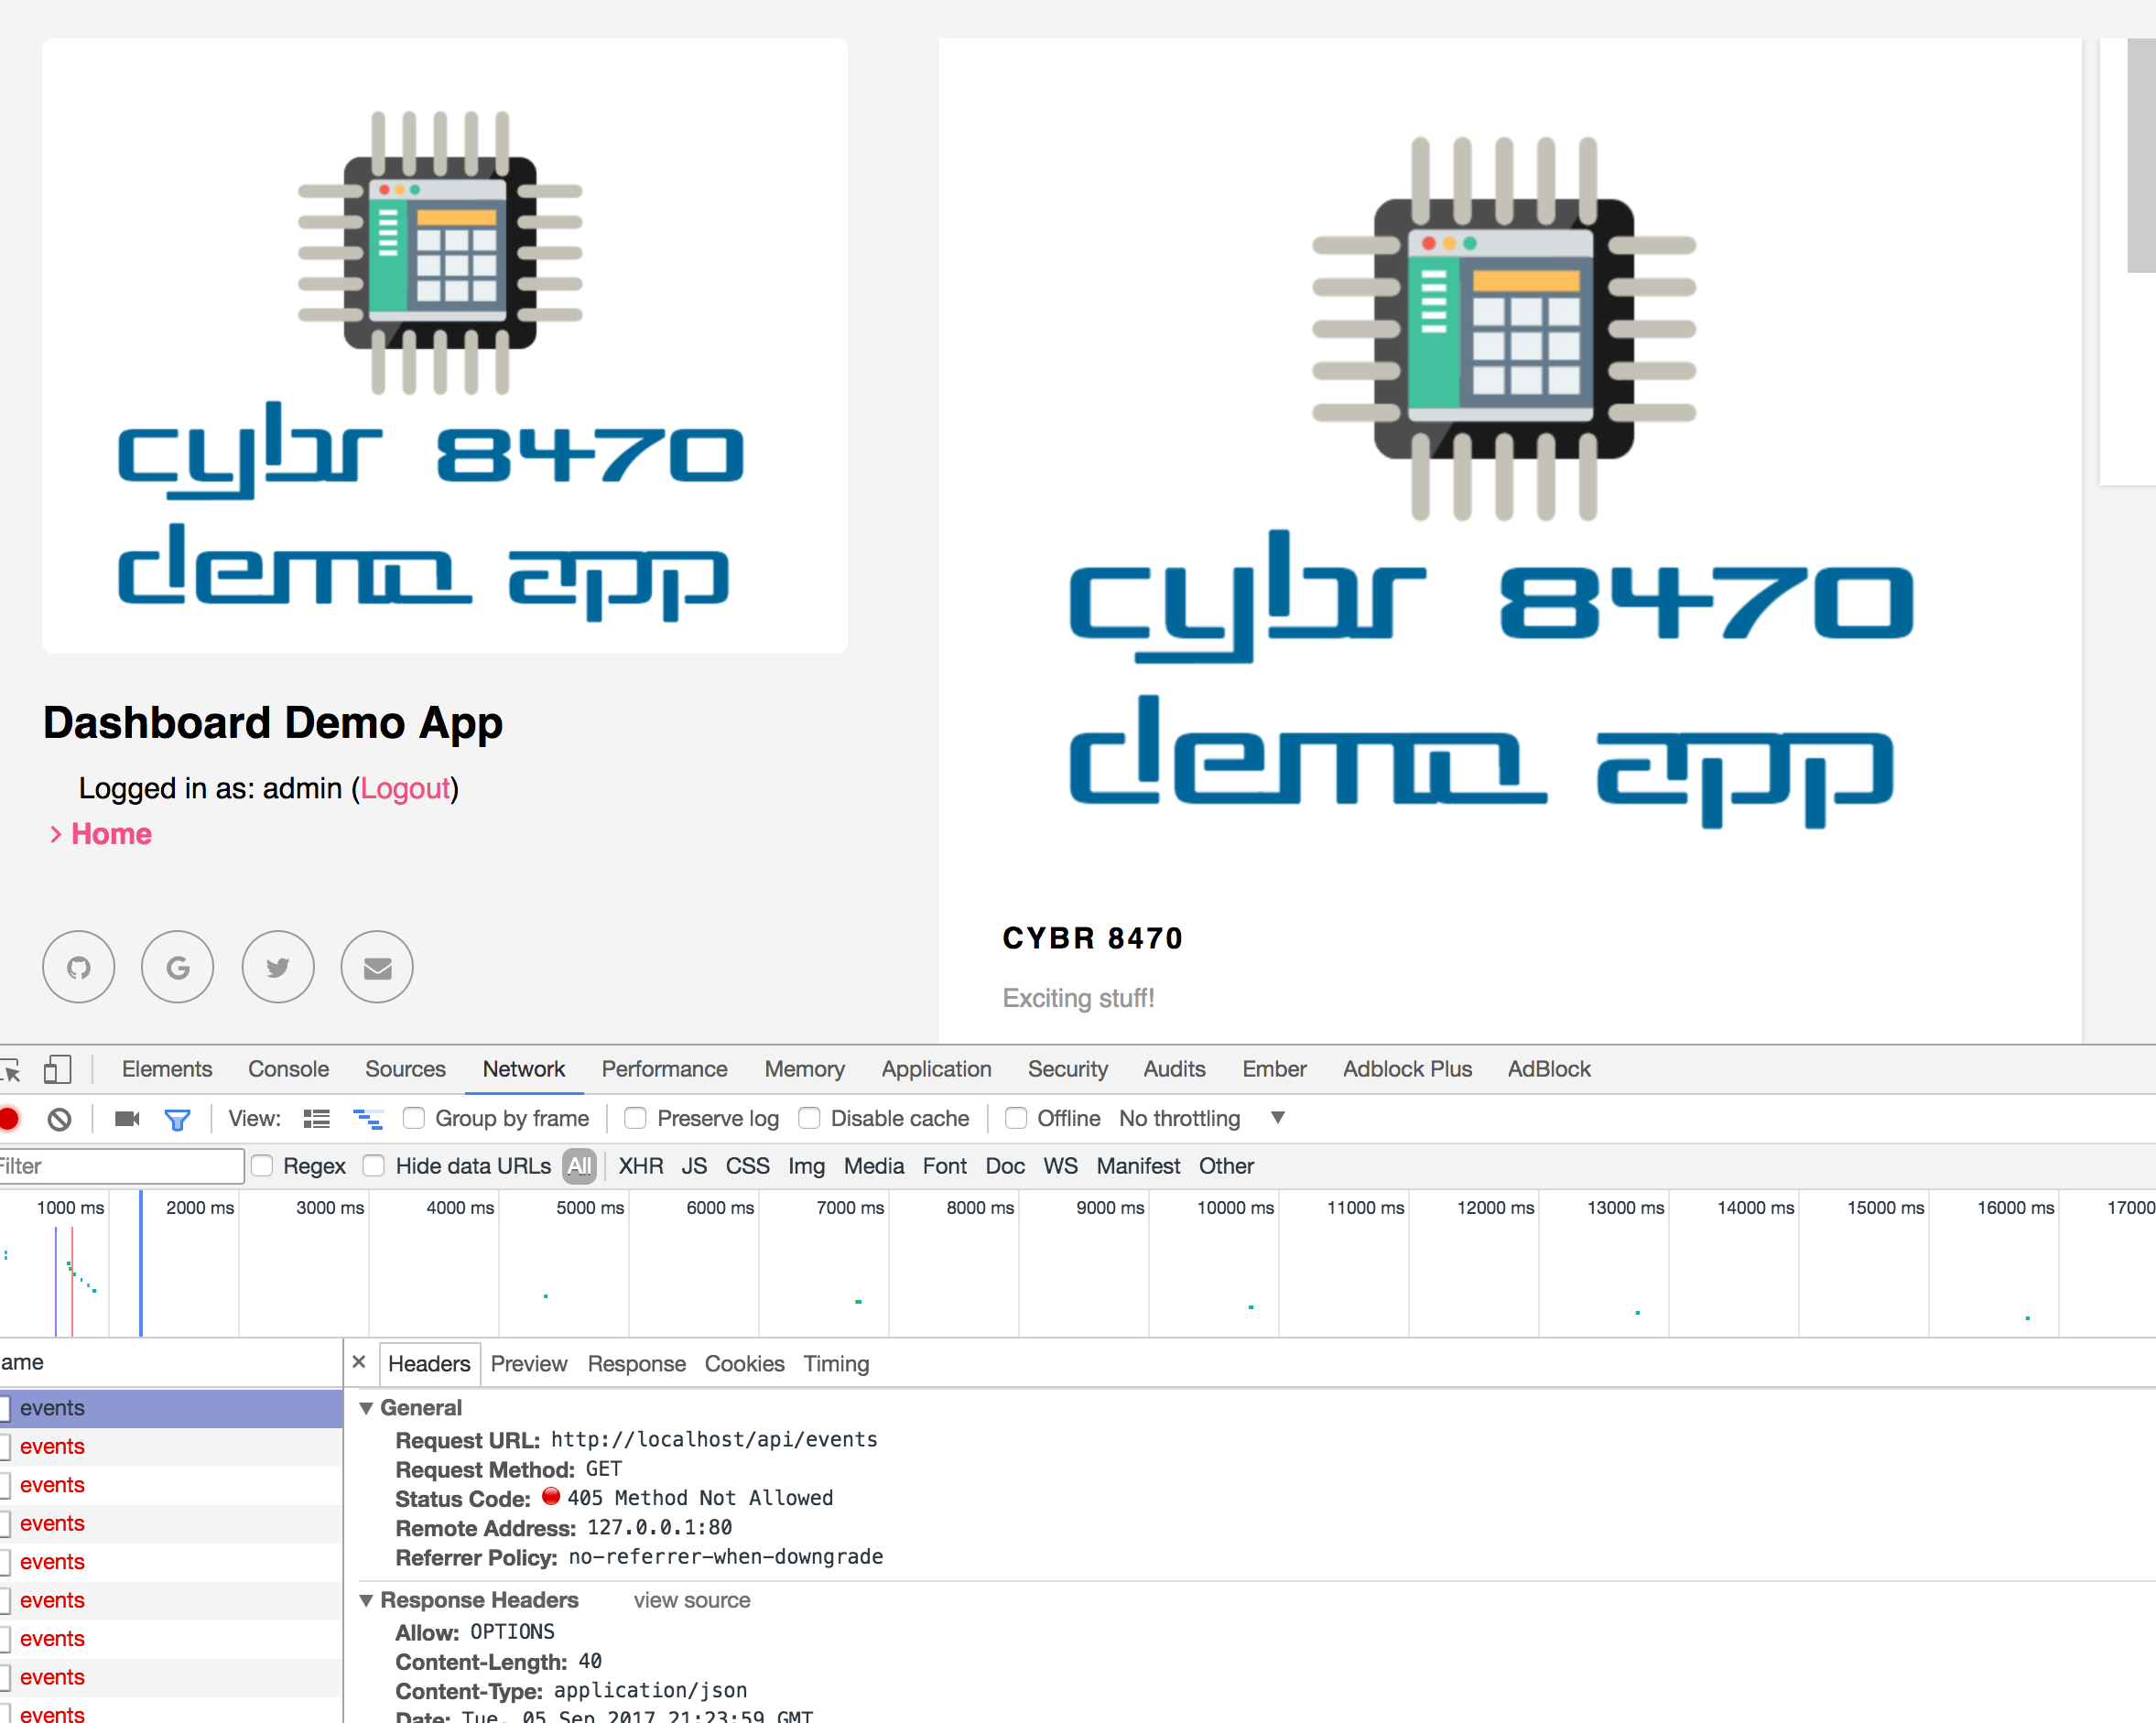 cybr 8470
demo app
Dashboard Demo App
Logged in as: admin (Logout)
> Home
cybr 8470
demo app
CYBR 8470
Exciting stuff!
Elements Console Sources Network Performance Memory Application Security Audits Ember Adblock Plus AdBlock
View: Group by frame Preserve log Disable cache Offline No throttling ▼
Filter Regex Hide data URLs All XHR JS CSS Img Media Font Doc WS Manifest Other
1000 ms 2000 ms 3000 ms 4000 ms 5000 ms 6000 ms 7000 ms 8000 ms 9000 ms 10000 ms 11000 ms 12000 ms 13000 ms 14000 ms 15000 ms 16000 ms 17000
ame × Headers Preview Response Cookies Timing
events
events
events
events
events
events
events
events
events
▼ General
Request URL: http://localhost/api/events
Request Method: GET
Status Code: 405 Method Not Allowed
Remote Address: 127.0.0.1:80
Referrer Policy: no-referrer-when-downgrade
▼ Response Headers view source
Allow: OPTIONS
Content-Length: 40
Content-Type: application/json
Date: Tue, 05 Sep 2017 21:23:59 GMT